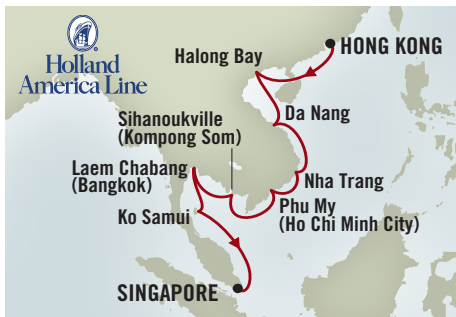 Holland
America Line
HONG KONG
Halong Bay
Da Nang
Sihanoukville
(Kompong Som)
Laem Chabang
(Bangkok)
Nha Trang
Phu My
(Ho Chi Minh City)
Ko Samui
SINGAPORE